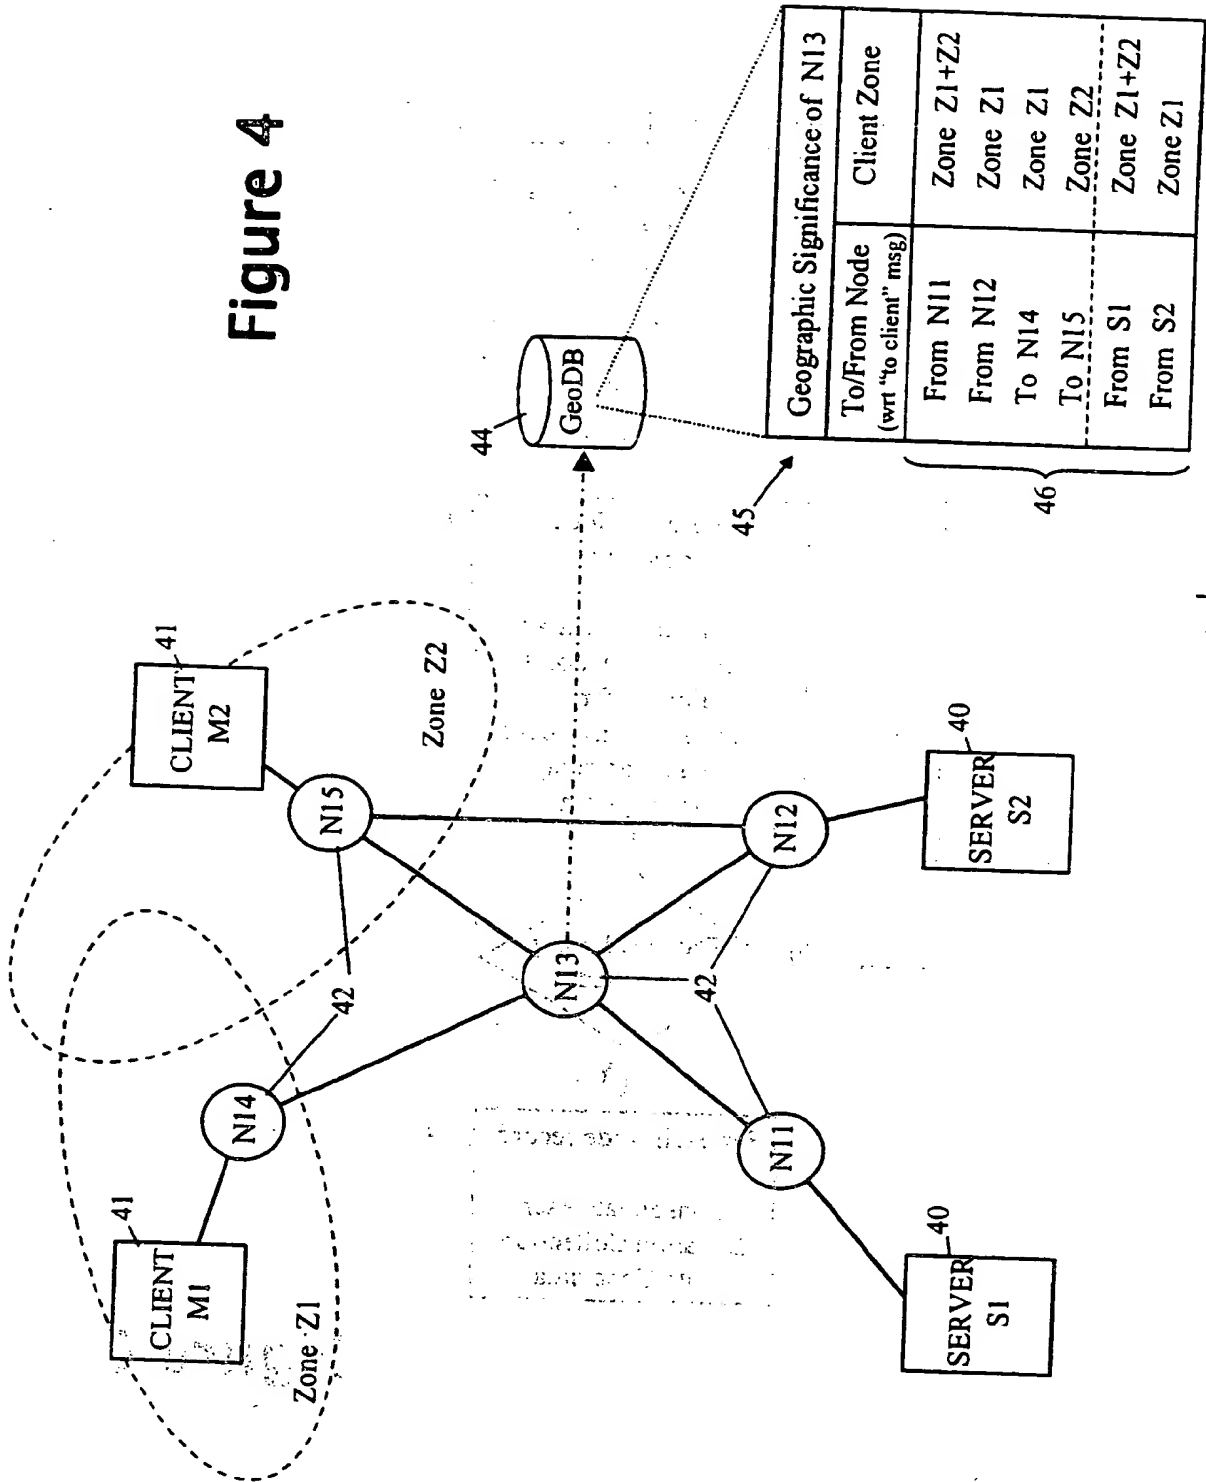 Figure 4
CLIENT
M1
41
Zone Z1
N14
42
CLIENT
M2
41
Zone Z2
N15
N13
42
N11
N12
SERVER
S1
40
SERVER
S2
40
44
GeoDB
45
Geographic Significance of N13
To/From Node
(wrt "to client" msg)
Client Zone
From N11 Zone Z1+Z2
From N12 Zone Z1
To N14 Zone Z1
To N15 Zone Z2
From S1 Zone Z1+Z2
From S2 Zone Z1
46